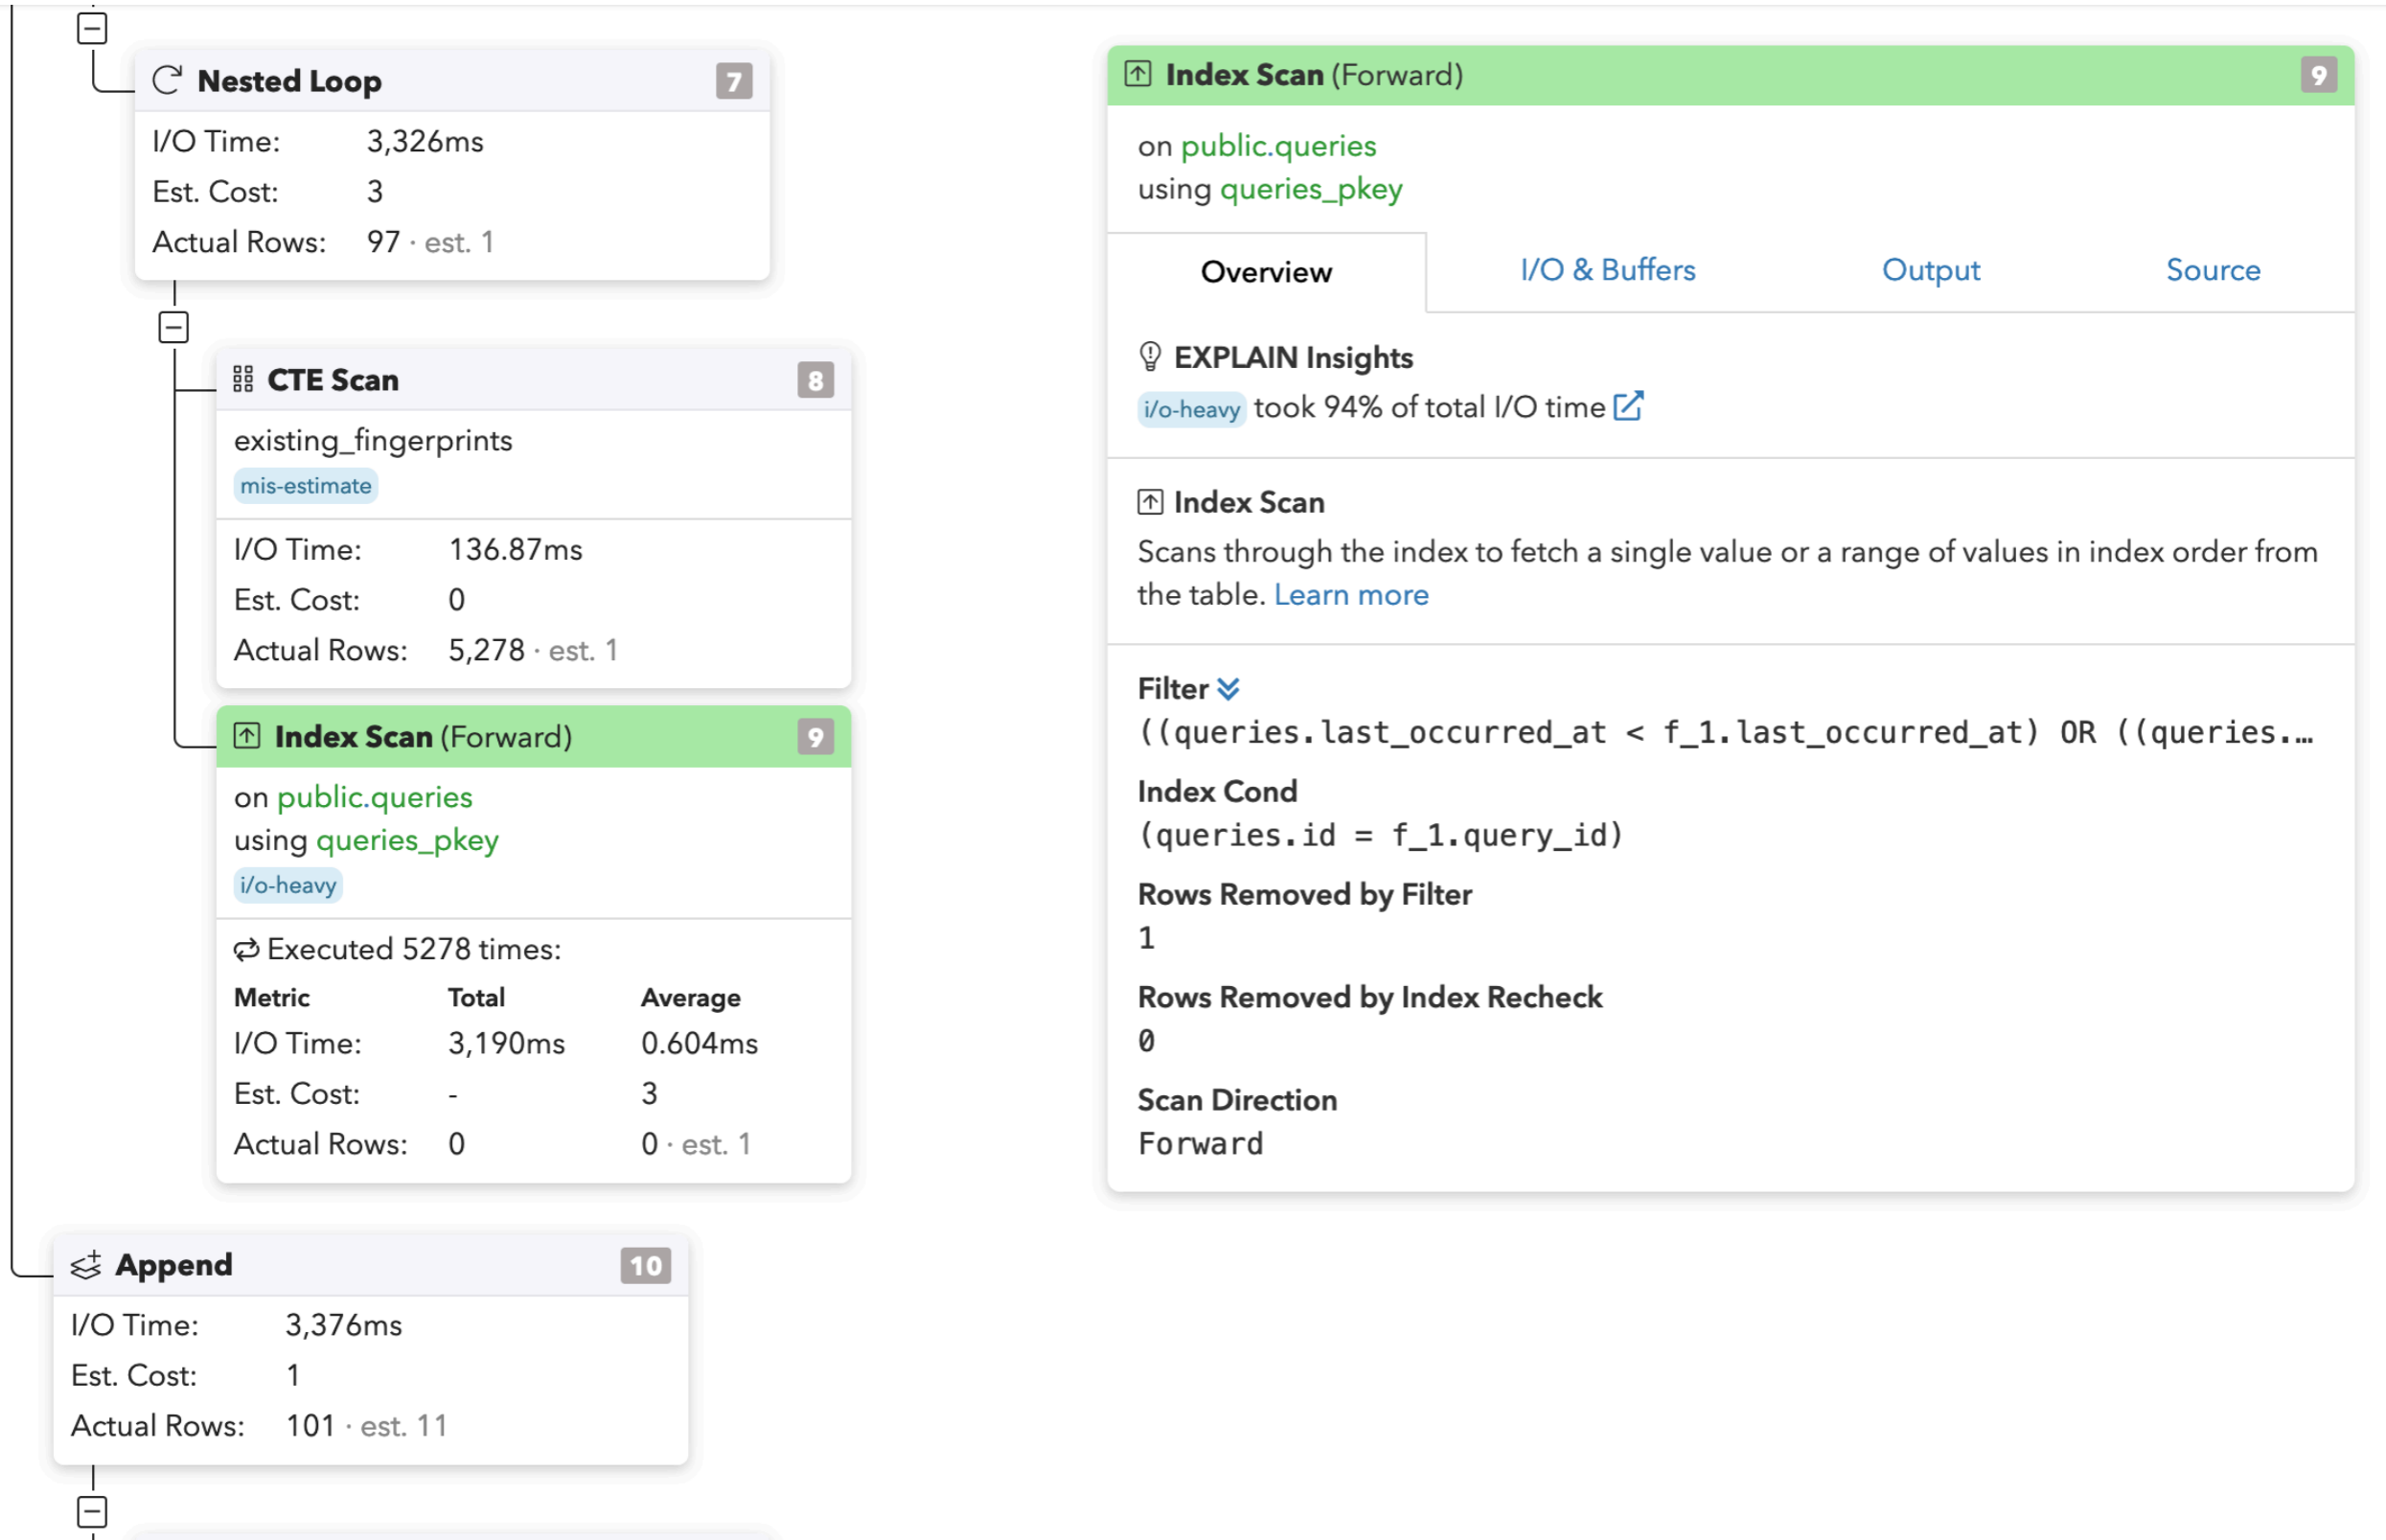 Nested Loop 7
I/O Time: 3,326ms
Est. Cost: 3
Actual Rows: 97 · est. 1
CTE Scan 8
existing_fingerprints
mis-estimate
I/O Time: 136.87ms
Est. Cost: 0
Actual Rows: 5,278 · est. 1
Index Scan (Forward) 9
on public.queries
using queries_pkey
i/o-heavy
Executed 5278 times:
Metric Total Average
I/O Time: 3,190ms 0.604ms
Est. Cost: - 3
Actual Rows: 0 0 · est. 1
Append 10
I/O Time: 3,376ms
Est. Cost: 1
Actual Rows: 101 · est. 11
Index Scan (Forward) 9
on public.queries
using queries_pkey
Overview I/O & Buffers Output Source
EXPLAIN Insights
i/o-heavy took 94% of total I/O time
Index Scan
Scans through the index to fetch a single value or a range of values in index order from
the table. Learn more
Filter
((queries.last_occurred_at < f_1.last_occurred_at) OR ((queries.…
Index Cond
(queries.id = f_1.query_id)
Rows Removed by Filter
1
Rows Removed by Index Recheck
0
Scan Direction
Forward